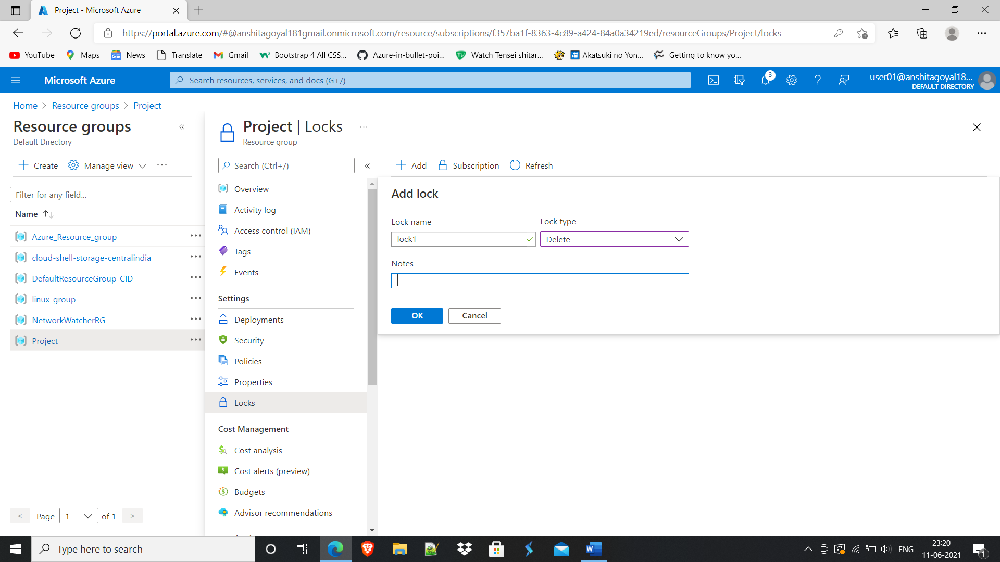 Project - Microsoft Azure
https://portal.azure.com/#@anshitagoyal181gmail.onmicrosoft.com/resource/subscriptions/f357ba1f-8363-4c89-a424-84a0a34219ed/resourceGroups/Project/locks
YouTube Maps News Translate Gmail Bootstrap 4 All CSS... Azure-in-bullet-poi... Watch Tensei shitar... Akatsuki no Yon... Getting to know yo...
Microsoft Azure
Search resources, services, and docs (G+/)
3
user01@anshitagoyal18...
DEFAULT DIRECTORY
Home > Resource groups > Project
Resource groups
Default Directory
Create Manage view
Filter for any field...
Name
Azure_Resource_group
cloud-shell-storage-centralindia
DefaultResourceGroup-CID
linux_group
NetworkWatcherRG
Project
< Page 1 of 1 >
Project | Locks
Resource group
Search (Ctrl+/)
Overview
Activity log
Access control (IAM)
Tags
Events
Settings
Deployments
Security
Policies
Properties
Locks
Cost Management
Cost analysis
Cost alerts (preview)
Budgets
Advisor recommendations
Add Subscription Refresh
Add lock
Lock name
lock1
Lock type
Delete
Notes
OK Cancel
Type here to search
ENG
23:20
11-06-2021
1